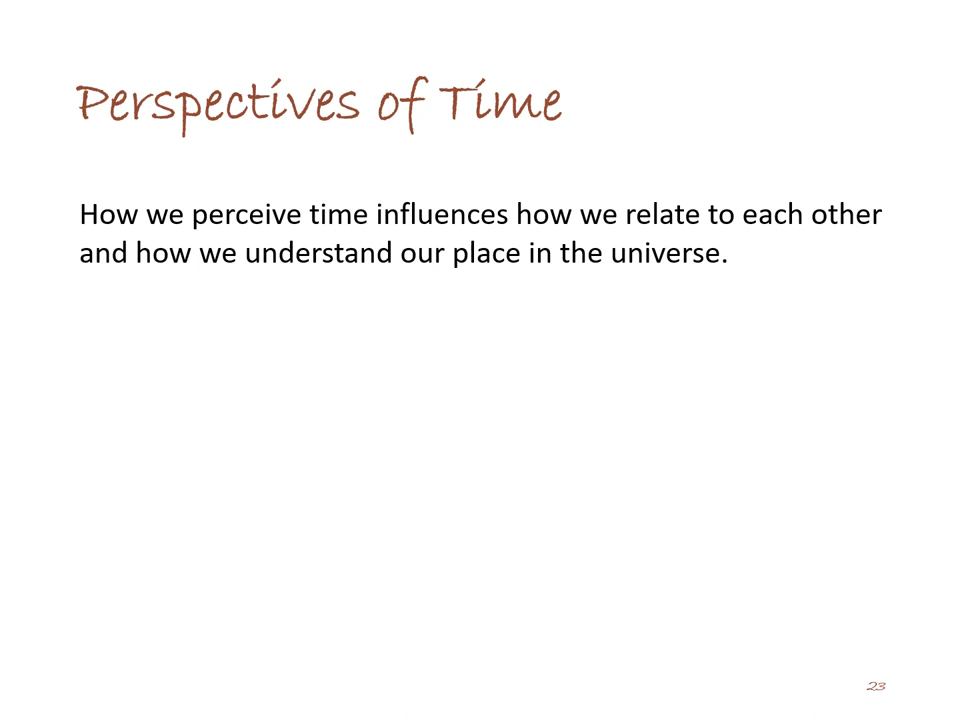 Perspectives of Time
How we perceive time influences how we relate to each other
and how we understand our place in the universe.
23